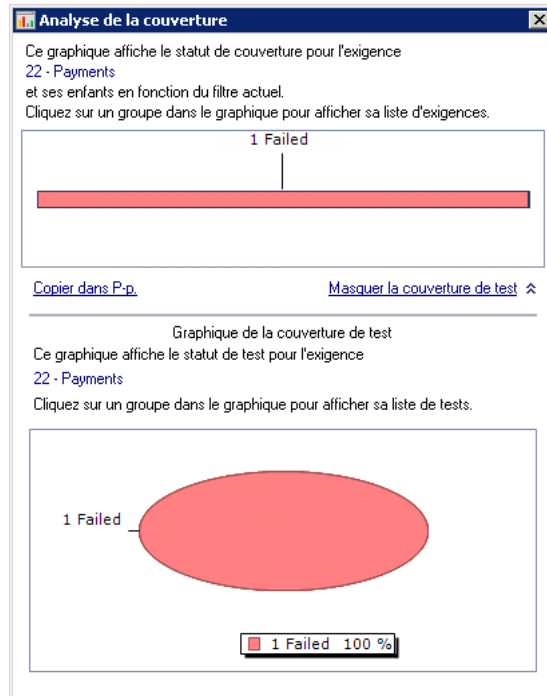 Analyse de la couverture
Ce graphique affiche le statut de couverture pour l'exigence
22 - Payments
et ses enfants en fonction du filtre actuel.
Cliquez sur un groupe dans le graphique pour afficher sa liste d'exigences.
1 Failed
Copier dans P-p. Masquer la couverture de test
Graphique de la couverture de test
Ce graphique affiche le statut de test pour l'exigence
22 - Payments
Cliquez sur un groupe dans le graphique pour afficher sa liste de tests.
1 Failed
1 Failed 100 %